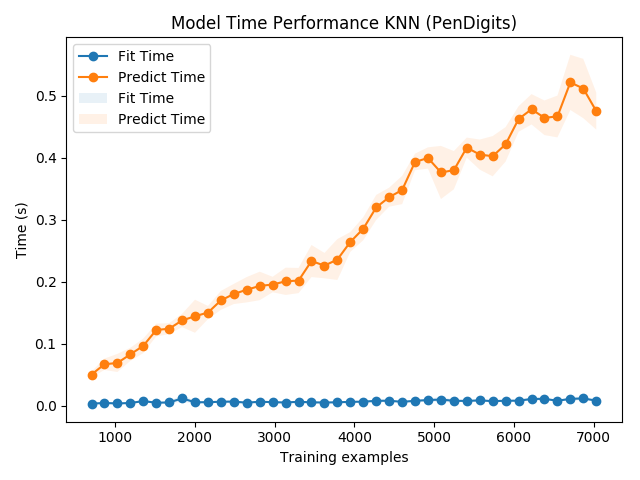 Model Time Performance KNN (PenDigits)
Fit Time
Predict Time
Fit Time
Predict Time
Time (s)
0.5
0.4
0.3
0.2
0.1
0.0
1000 2000 3000 4000 5000 6000 7000
Training examples